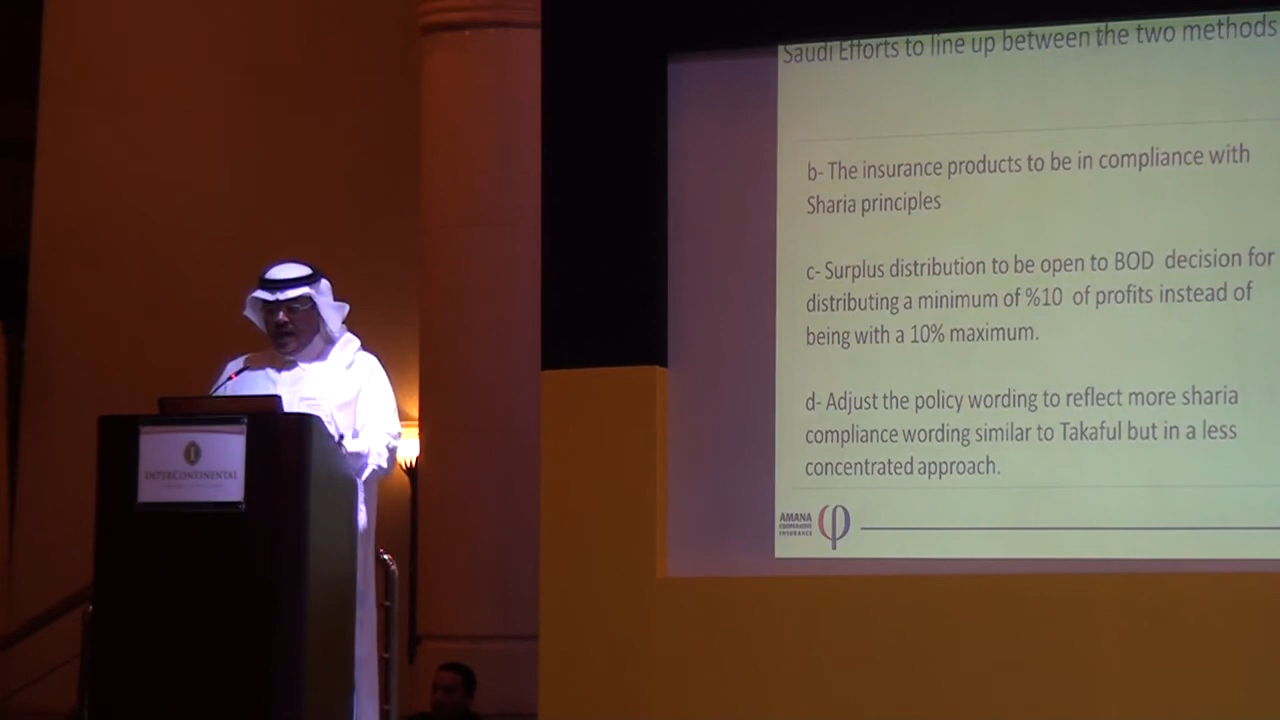 Saudi Efforts to line up between the two methods
b- The insurance products to be in compliance with
Sharia principles
c- Surplus distribution to be open to BOD decision for
distributing a minimum of %10 of profits instead of
being with a 10% maximum.
d- Adjust the policy wording to reflect more sharia
compliance wording similar to Takaful but in a less
concentrated approach.
AMANA
COOPERATIVE
INSURANCE
I
INTERCONTINENTAL